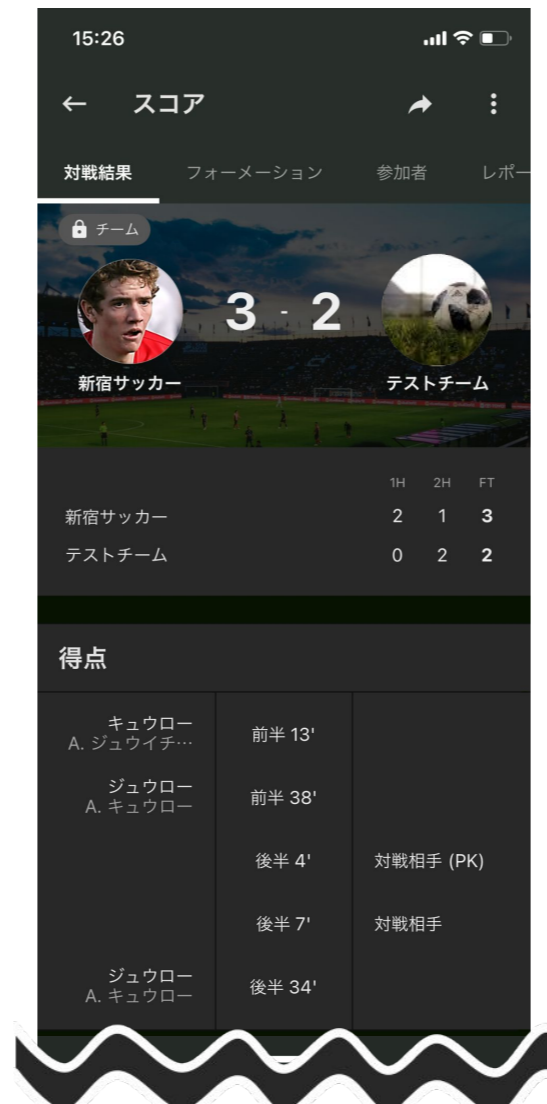 15:26
スコア
対戦結果 フォーメーション 参加者 レポー
チーム
3 - 2
新宿サッカー テストチーム
1H 2H FT
新宿サッカー 2 1 3
テストチーム 0 2 2
得点
キュウロー
A. ジュウイチ… 前半 13'
ジュウロー
A. キュウロー 前半 38'
後半 4' 対戦相手 (PK)
後半 7' 対戦相手
ジュウロー
A. キュウロー 後半 34'